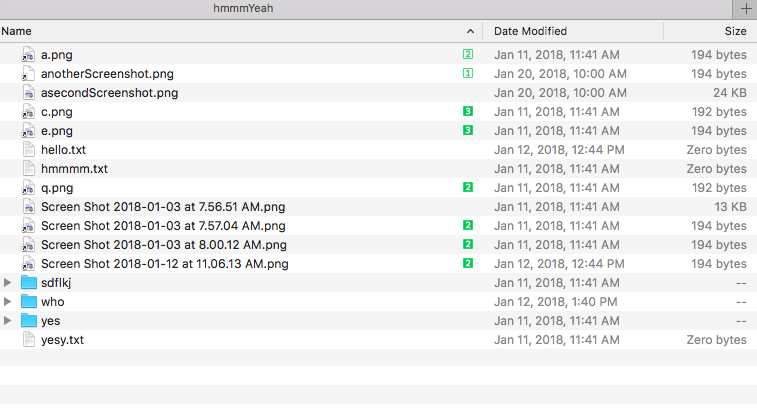 hmmmYeah
Name Date Modified Size
a.png 2 Jan 11, 2018, 11:41 AM 194 bytes
anotherScreenshot.png 1 Jan 20, 2018, 10:00 AM 194 bytes
asecondScreenshot.png Jan 20, 2018, 10:00 AM 24 KB
c.png 3 Jan 11, 2018, 11:41 AM 192 bytes
e.png 3 Jan 11, 2018, 11:41 AM 194 bytes
hello.txt Jan 12, 2018, 12:44 PM Zero bytes
hmmmm.txt Jan 11, 2018, 11:41 AM Zero bytes
q.png 2 Jan 11, 2018, 11:41 AM 192 bytes
Screen Shot 2018-01-03 at 7.56.51 AM.png Jan 11, 2018, 11:41 AM 13 KB
Screen Shot 2018-01-03 at 7.57.04 AM.png 2 Jan 11, 2018, 11:41 AM 194 bytes
Screen Shot 2018-01-03 at 8.00.12 AM.png 2 Jan 11, 2018, 11:41 AM 194 bytes
Screen Shot 2018-01-12 at 11.06.13 AM.png 2 Jan 12, 2018, 12:44 PM 194 bytes
sdflkj Jan 11, 2018, 11:41 AM --
who Jan 12, 2018, 1:40 PM --
yes Jan 11, 2018, 11:41 AM --
yesy.txt Jan 11, 2018, 11:41 AM Zero bytes